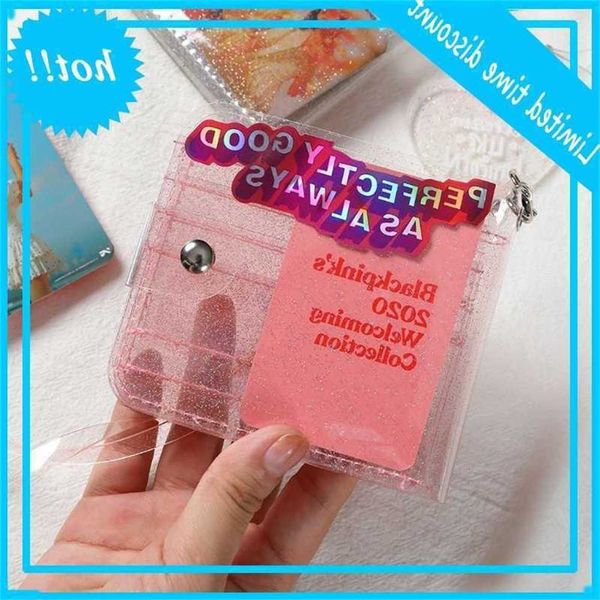 hot!!
Limited time discount
PERFECTLY GOOD
AS ALWAYS
Blackpink's
2020
Welcoming
Collection